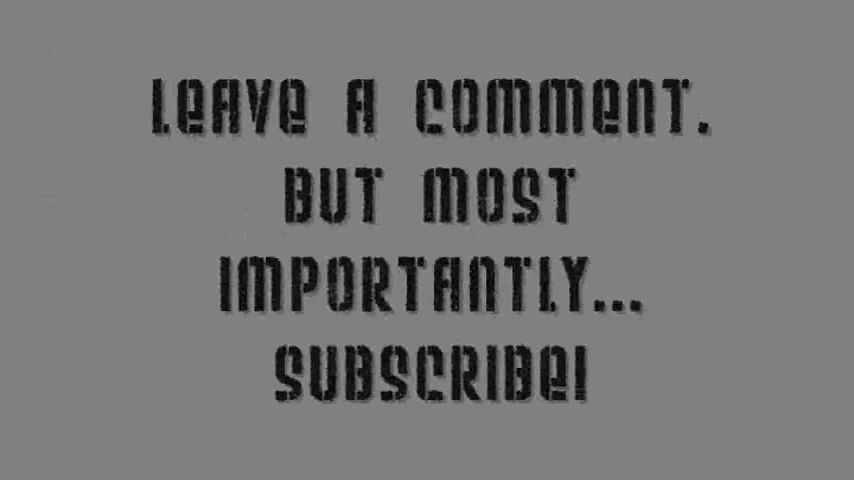 LEAVE A COMMENT.
BUT MOST
IMPORTANTLY...
SUBSCRIBE!